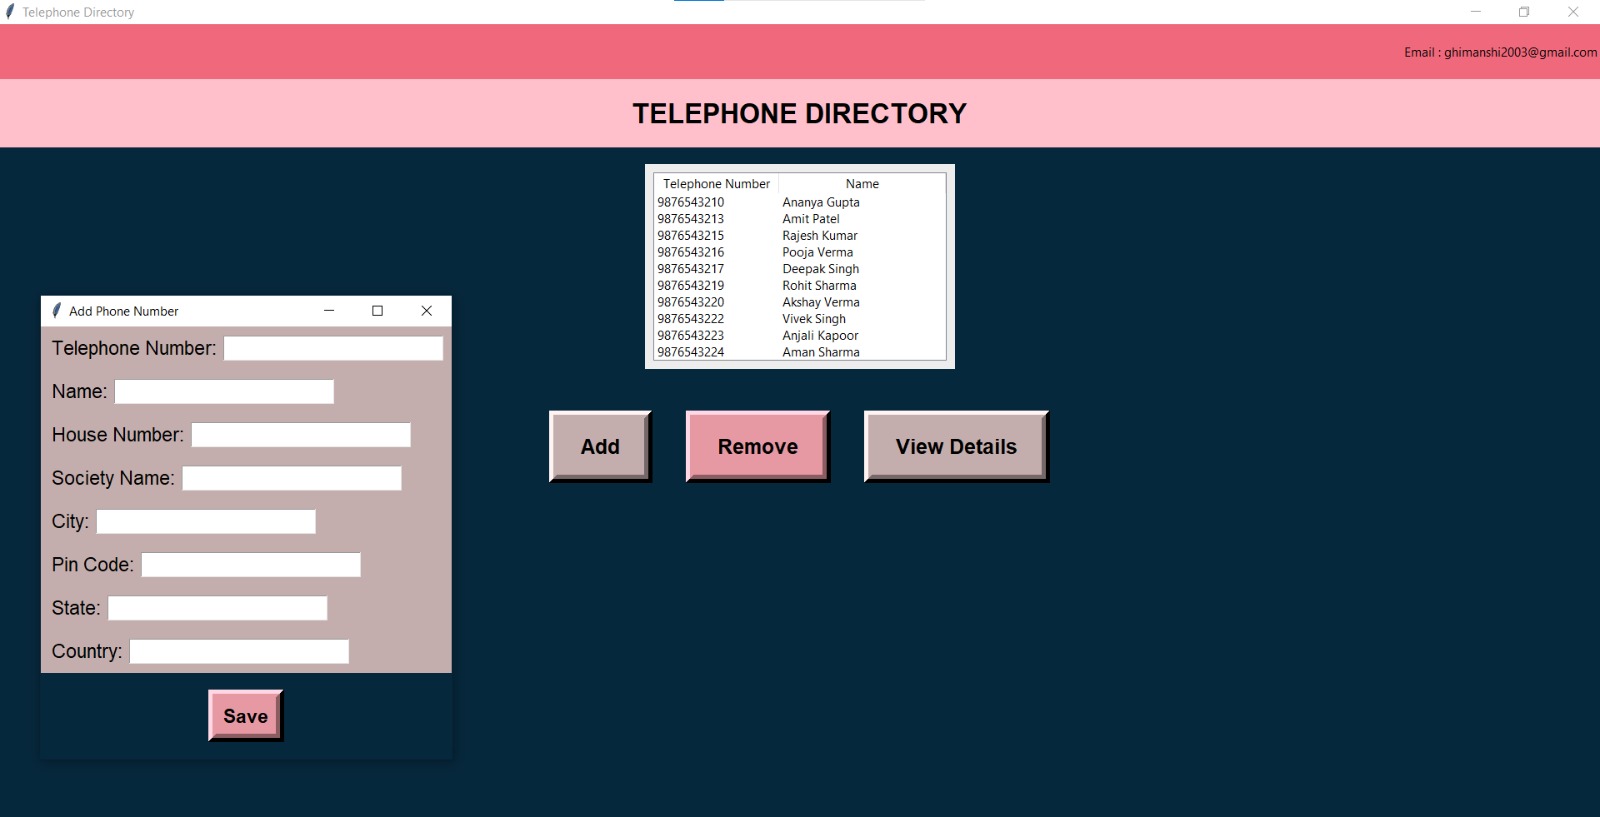 Telephone Directory
Email : ghimanshi2003@gmail.com
TELEPHONE DIRECTORY
Telephone Number Name
9876543210 Ananya Gupta
9876543213 Amit Patel
9876543215 Rajesh Kumar
9876543216 Pooja Verma
9876543217 Deepak Singh
9876543219 Rohit Sharma
9876543220 Akshay Verma
9876543222 Vivek Singh
9876543223 Anjali Kapoor
9876543224 Aman Sharma
Add Remove View Details
Add Phone Number
Telephone Number:
Name:
House Number:
Society Name:
City:
Pin Code:
State:
Country:
Save